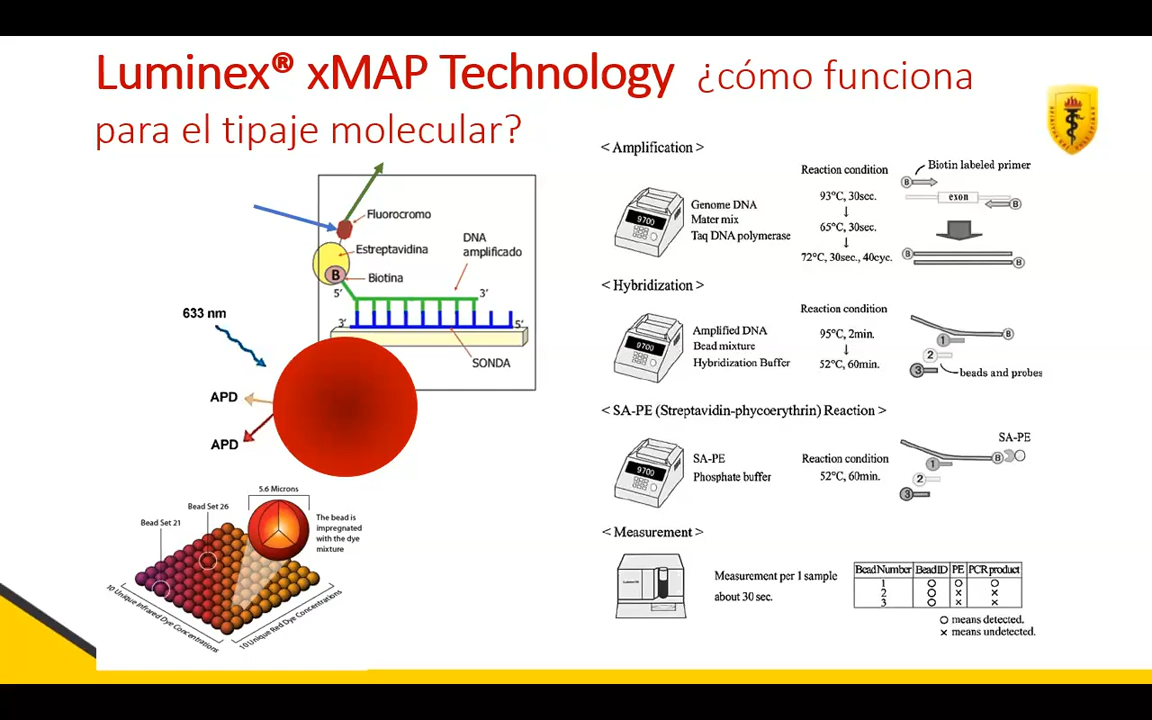 Luminex® xMAP Technology ¿cómo funciona
para el tipaje molecular?
Fluorocromo
Estreptavidina
DNA
amplificado
B
Biotina
5'
3'
3'
5'
SONDA
633 nm
APD
APD
5.6 Microns
Bead Set 26
Bead Set 21
The bead is
impregnated
with the dye
mixture
10 Unique Infrared Dye Concentrations
10 Unique Red Dye Concentrations
< Amplification >
9700
Genome DNA
Mater mix
Taq DNA polymerase
Reaction condition
93°C, 30sec.
↓
65°C, 30sec.
↓
72°C, 30sec., 40cyc.
Biotin labeled primer
B
exon
B
B
B
< Hybridization >
9700
Amplified DNA
Bead mixture
Hybridization Buffer
Reaction condition
95°C, 2min.
↓
52°C, 60min.
B
1
2
3
beads and probes
< SA-PE (Streptavidin-phycoerythrin) Reaction >
9700
SA-PE
Phosphate buffer
Reaction condition
52°C, 60min.
SA-PE
B
1
2
3
< Measurement >
Measurement per 1 sample
about 30 sec.
Bead Number Bead ID PE PCR product
1 ○ ○ ○
2 ○ × ×
3 ○ × ×
○ means detected.
× means undetected.